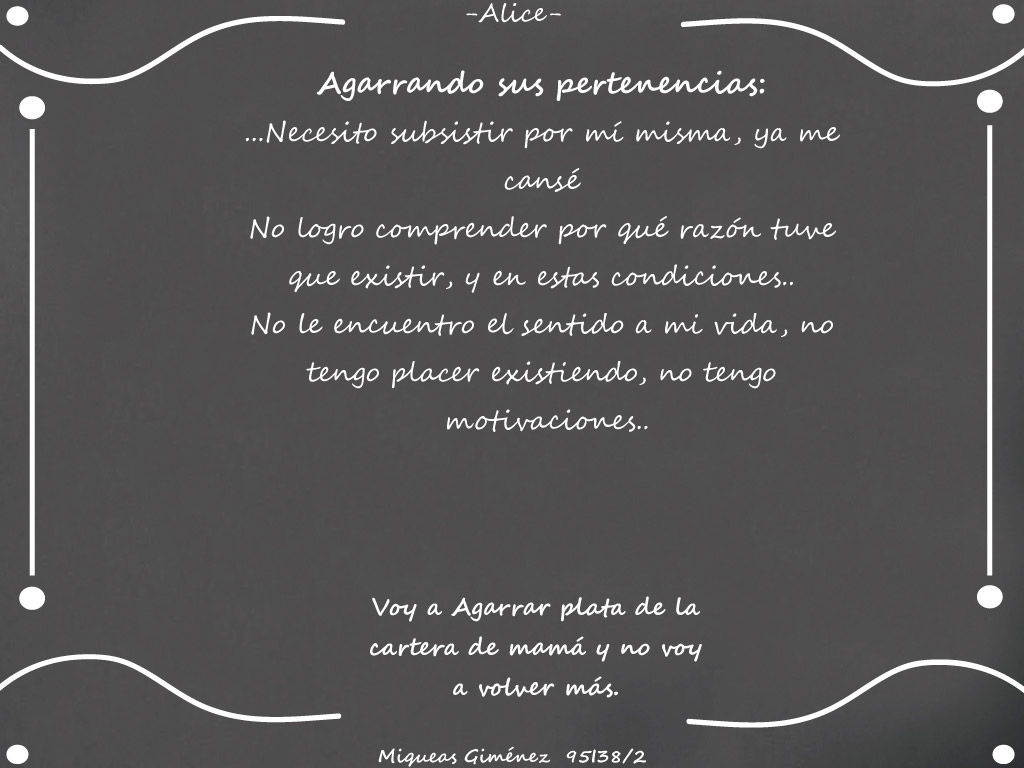 -Alice-
Agarrando sus pertenencias:
...Necesito subsistir por mí misma, ya me
cansé
No logro comprender por qué razón tuve
que existir, y en estas condiciones..
No le encuentro el sentido a mi vida, no
tengo placer existiendo, no tengo
motivaciones..
Voy a Agarrar plata de la
cartera de mamá y no voy
a volver más.
Miqueas Giménez 95138/2